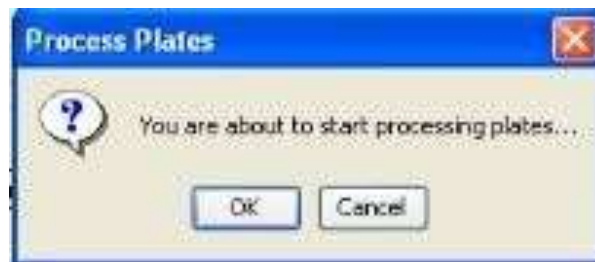 Process Plates
?
You are about to start processing plates...
OK
Cancel